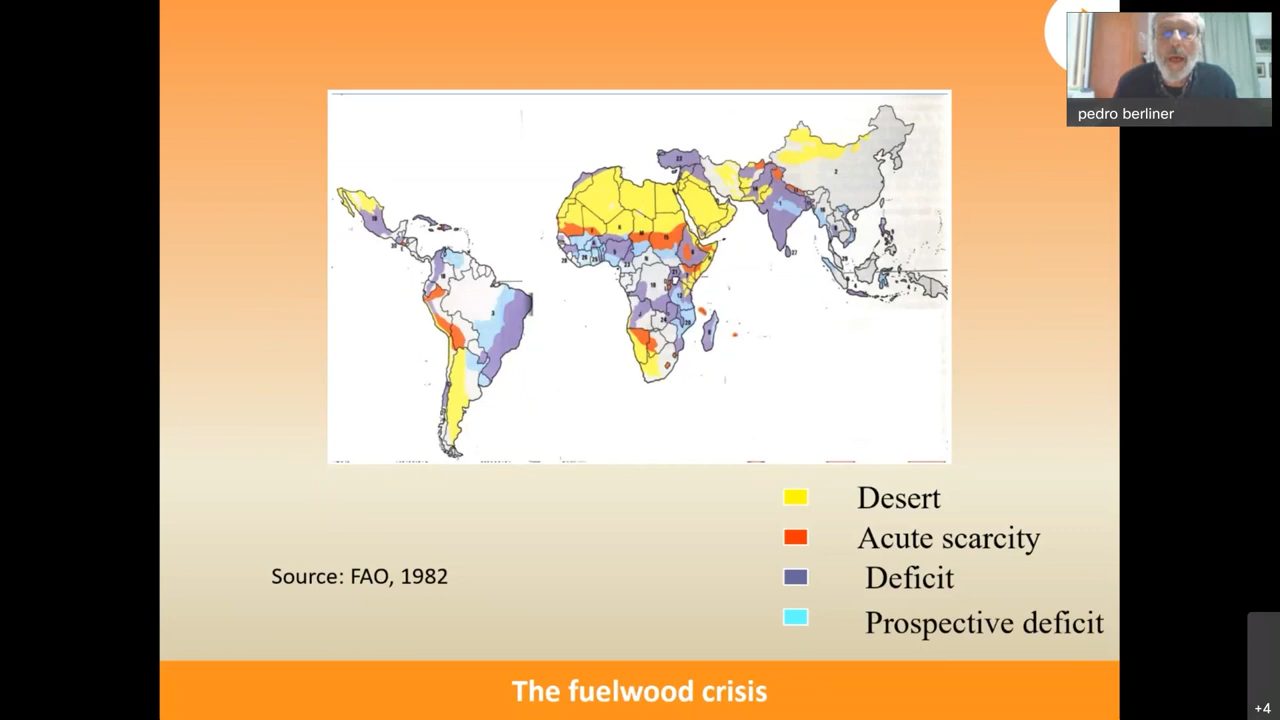 pedro berliner
Desert
Acute scarcity
Deficit
Prospective deficit
Source: FAO, 1982
The fuelwood crisis
+4